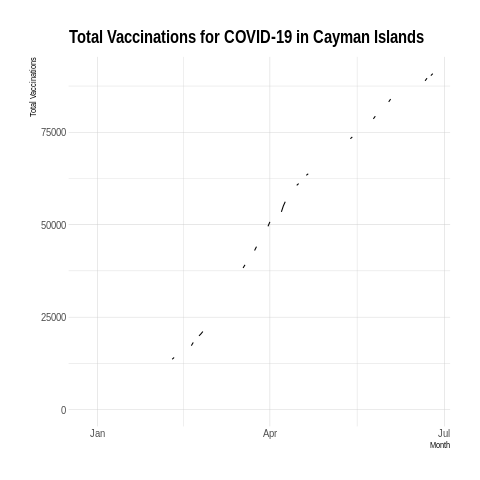 Total Vaccinations for COVID-19 in Cayman Islands
Total Vaccinations
75000
50000
25000
0
Jan
Apr
Jul
Month